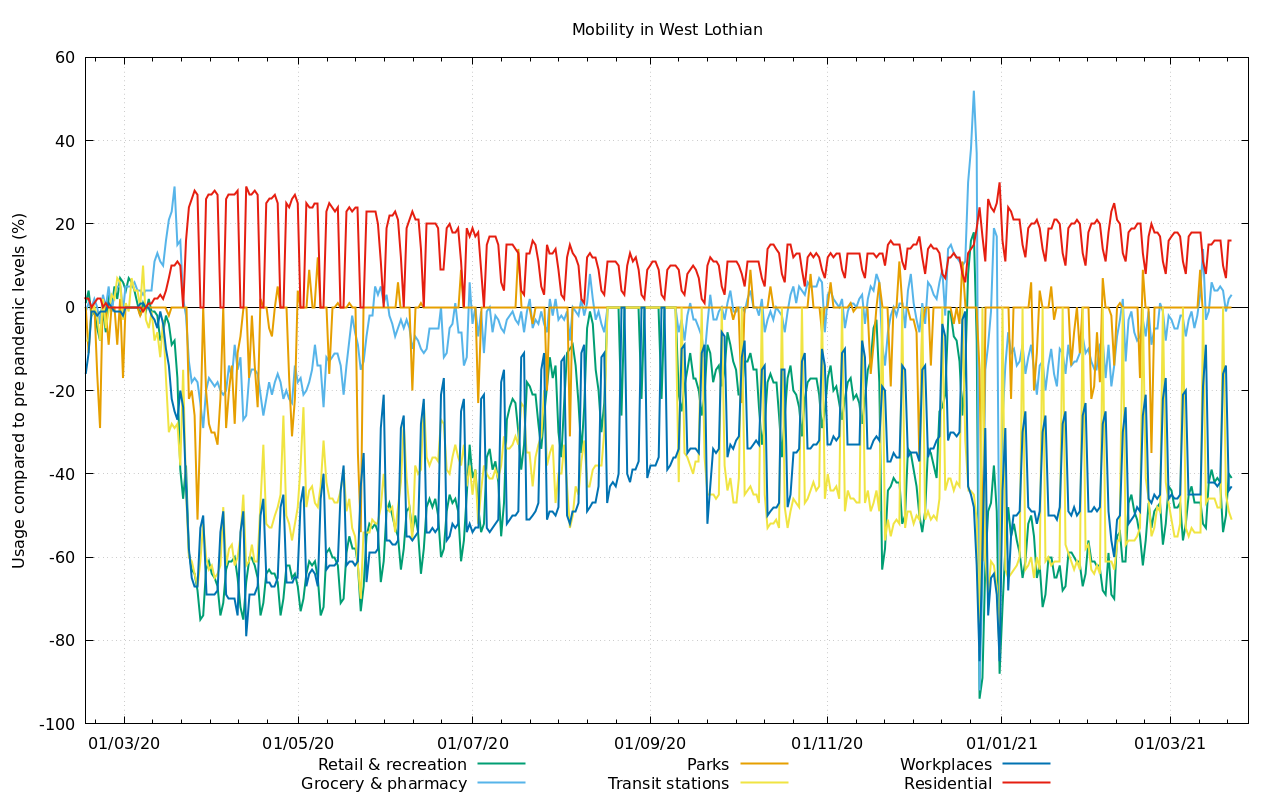 Mobility in West Lothian
Usage compared to pre pandemic levels (%)
60
40
20
0
-20
-40
-60
-80
-100
01/03/20 01/05/20 01/07/20 01/09/20 01/11/20 01/01/21 01/03/21
Retail & recreation Parks Workplaces
Grocery & pharmacy Transit stations Residential